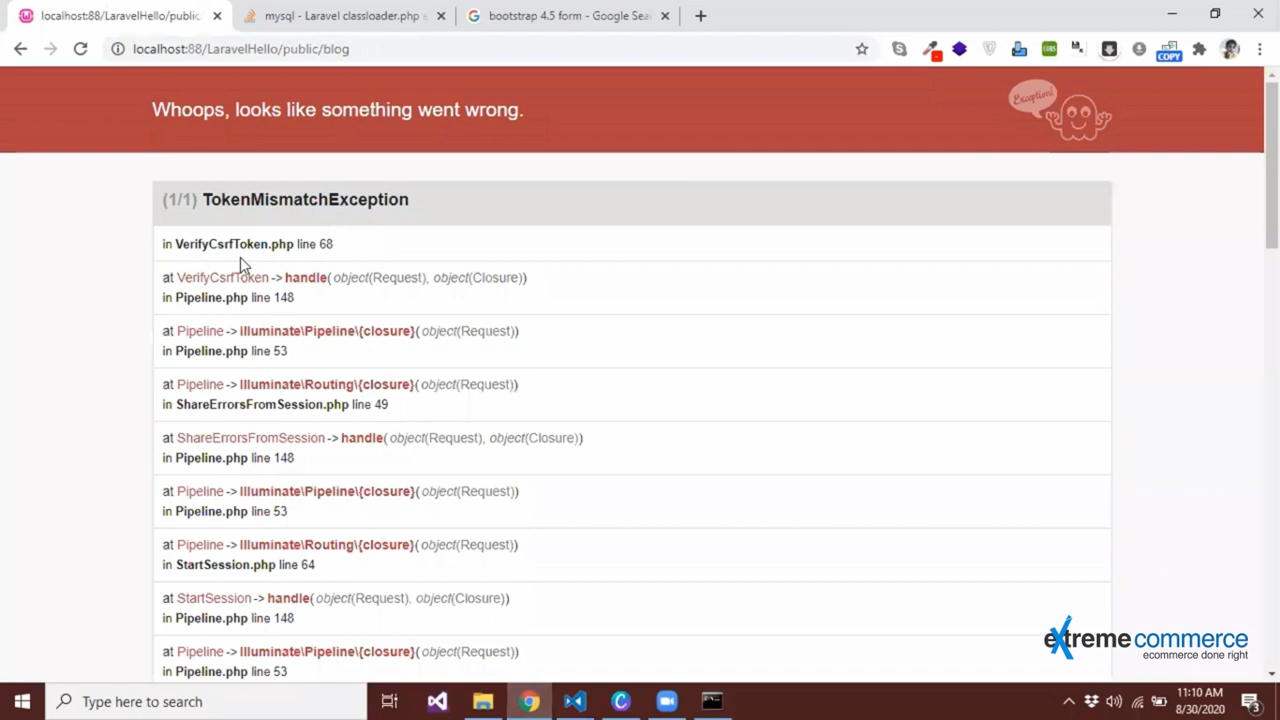 localhost:88/LaravelHello/public/
mysql - Laravel classloader.php e
bootstrap 4.5 form - Google Sea
localhost:88/LaravelHello/public/blog
COPY
Whoops, looks like something went wrong.
Exception!
(1/1) TokenMismatchException
in VerifyCsrfToken.php line 68
at VerifyCsrfToken->handle(object(Request), object(Closure))
in Pipeline.php line 148
at Pipeline->Illuminate\Pipeline\{closure}(object(Request))
in Pipeline.php line 53
at Pipeline->Illuminate\Routing\{closure}(object(Request))
in ShareErrorsFromSession.php line 49
at ShareErrorsFromSession->handle(object(Request), object(Closure))
in Pipeline.php line 148
at Pipeline->Illuminate\Pipeline\{closure}(object(Request))
in Pipeline.php line 53
at Pipeline->Illuminate\Routing\{closure}(object(Request))
in StartSession.php line 64
at StartSession->handle(object(Request), object(Closure))
in Pipeline.php line 148
at Pipeline->Illuminate\Pipeline\{closure}(object(Request))
in Pipeline.php line 53
extreme commerce
ecommerce done right
Type here to search
11:10 AM
8/30/2020
3